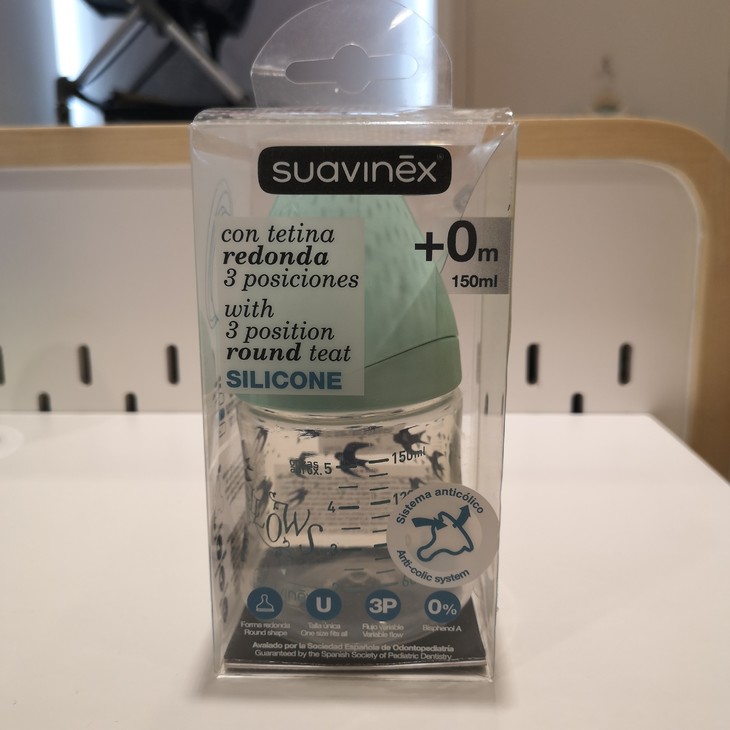 suavinēx
con tetina
redonda
3 posiciones
with
3 position
round teat
SILICONE
+0m
150ml
5
150ml
4
Sistema anticólico
Anti-colic system
U
3P
0%
Forma redonda
Round shape
Talla única
One size fits all
Flujo variable
Variable flow
Bisphenol A
Avalado por la Sociedad Española de Odontopediatría
Guaranteed by the Spanish Society of Pediatric Dentistry